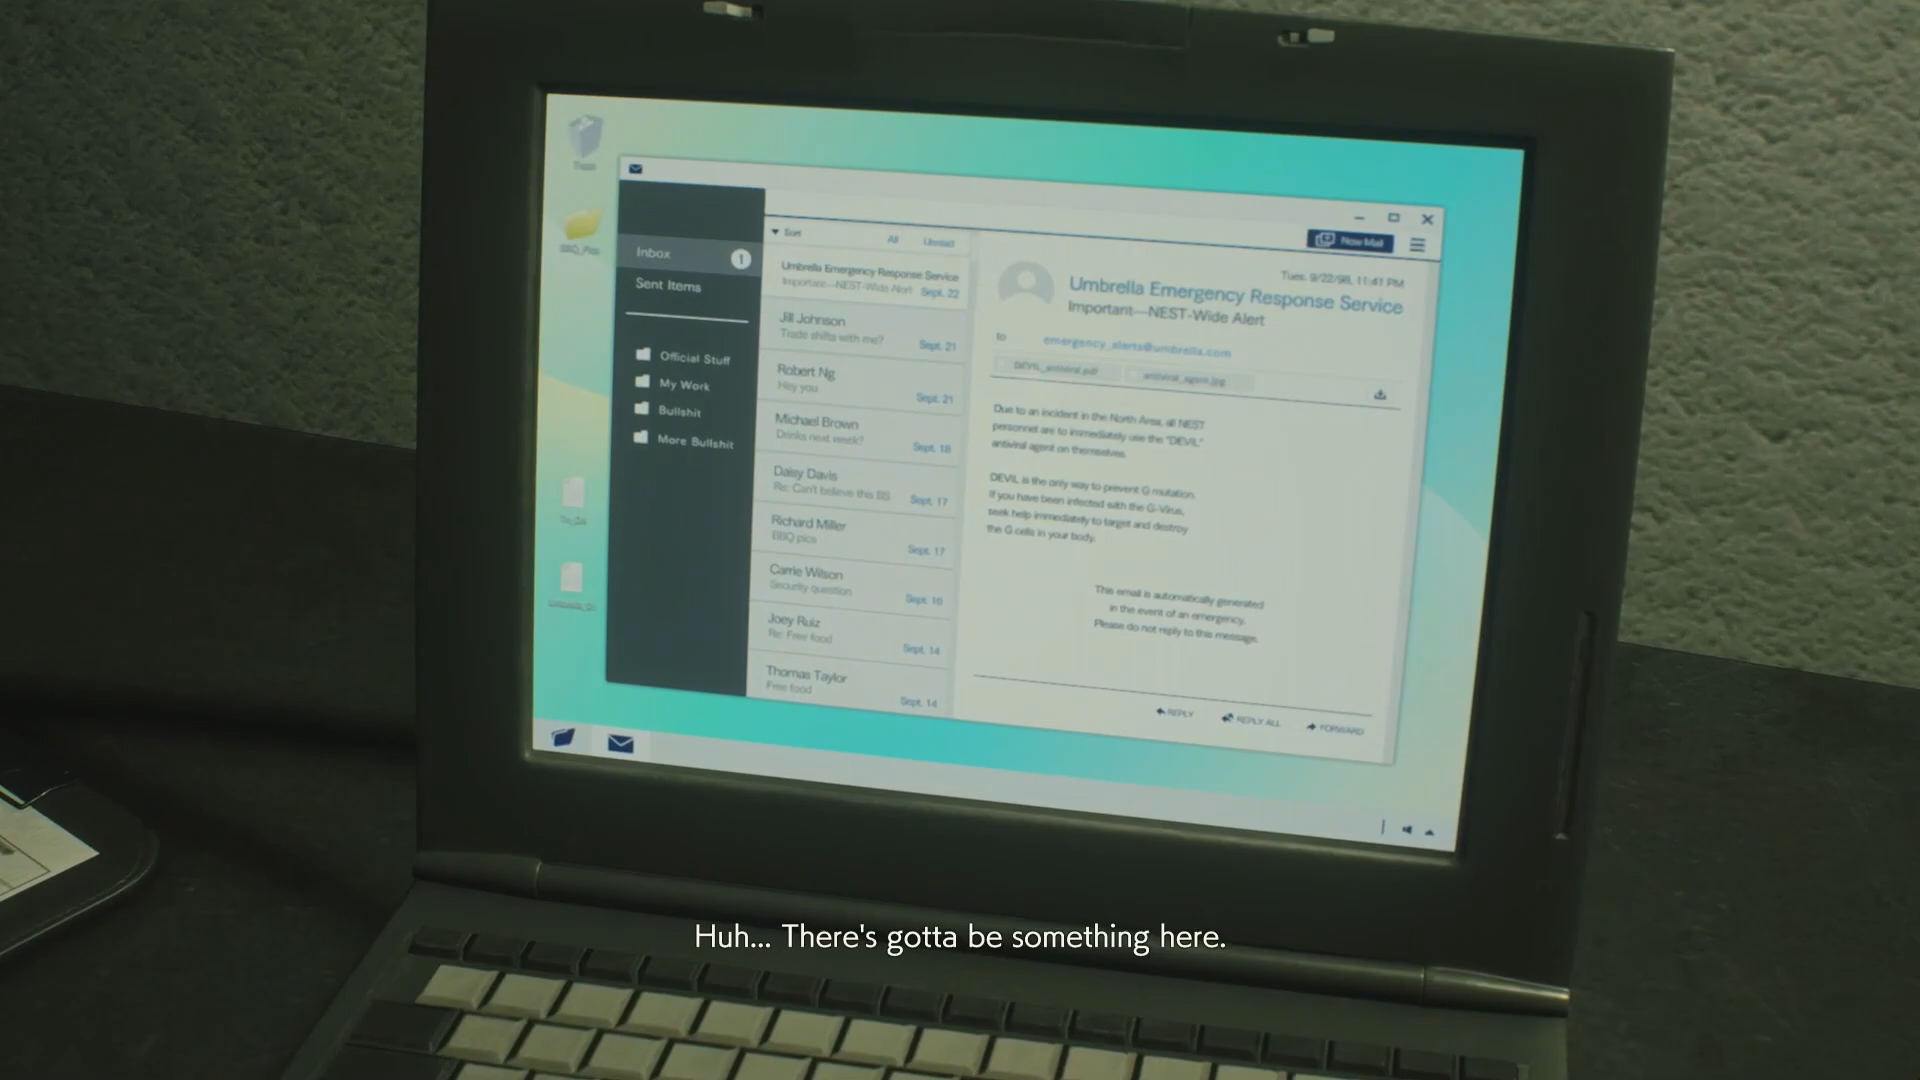 BBQ_Pics
Inbox
1
Sent Items
Official Stuff
My Work
Bullshit
More Bullshit
Sort
All
Unread
Umbrella Emergency Response Service
Important—NEST-Wide Alert
Sept. 22
Jill Johnson
Trade shifts with me?
Sept. 21
Robert Ng
Hey you
Sept. 21
Michael Brown
Drinks next week?
Sept. 18
Daisy Davis
Re: Can't believe this BS
Sept. 17
Richard Miller
BBQ pics
Sept. 17
Carrie Wilson
Security question
Sept. 16
Joey Ruiz
Re: Free food
Sept. 14
Thomas Taylor
Free food
Sept. 14
New Mail
Tues. 9/22/98, 11:41 PM
Umbrella Emergency Response Service
Important—NEST-Wide Alert
to
emergency_alerts@umbrella.com
DEVIL_antiviral.pdf
antiviral_agent.jpg
Due to an incident in the North Area, all NEST
personnel are to immediately use the "DEVIL"
antiviral agent on themselves.
DEVIL is the only way to prevent G mutation.
If you have been infected with the G-Virus,
seek help immediately to target and destroy
the G cells in your body.
This email is automatically generated
in the event of an emergency.
Please do not reply to this message.
REPLY
REPLY ALL
FORWARD
Huh... There's gotta be something here.